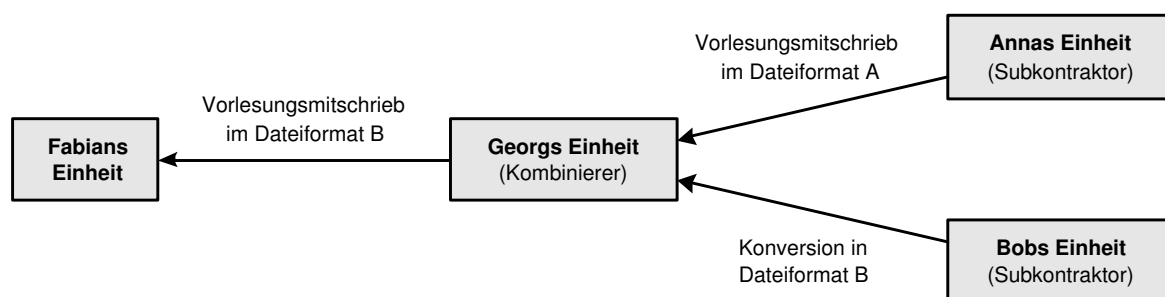 Fabians
Einheit
Vorlesungsmitschrieb
im Dateiformat B
Georgs Einheit
(Kombinierer)
Vorlesungsmitschrieb
im Dateiformat A
Annas Einheit
(Subkontraktor)
Konversion in
Dateiformat B
Bobs Einheit
(Subkontraktor)